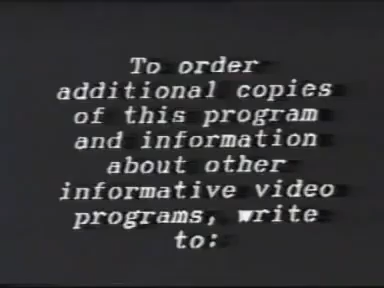 To order
additional copies
of this program
and information
about other
informative video
programs, write
to: